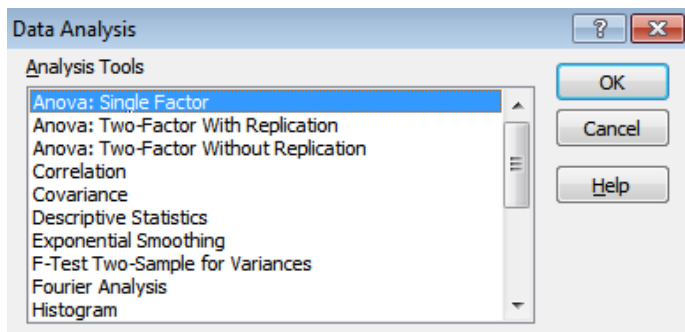 Data Analysis
?
Analysis Tools
Anova: Single Factor
Anova: Two-Factor With Replication
Anova: Two-Factor Without Replication
Correlation
Covariance
Descriptive Statistics
Exponential Smoothing
F-Test Two-Sample for Variances
Fourier Analysis
Histogram
OK
Cancel
Help